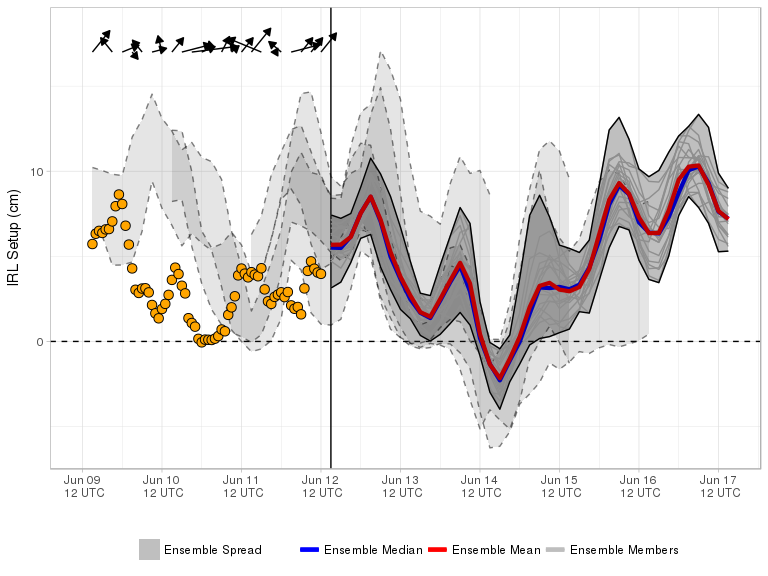 IRL Setup (cm)
10
0
Jun 09 Jun 10 Jun 11 Jun 12 Jun 13 Jun 14 Jun 15 Jun 16 Jun 17
12 UTC 12 UTC 12 UTC 12 UTC 12 UTC 12 UTC 12 UTC 12 UTC 12 UTC
Ensemble Spread Ensemble Median Ensemble Mean Ensemble Members